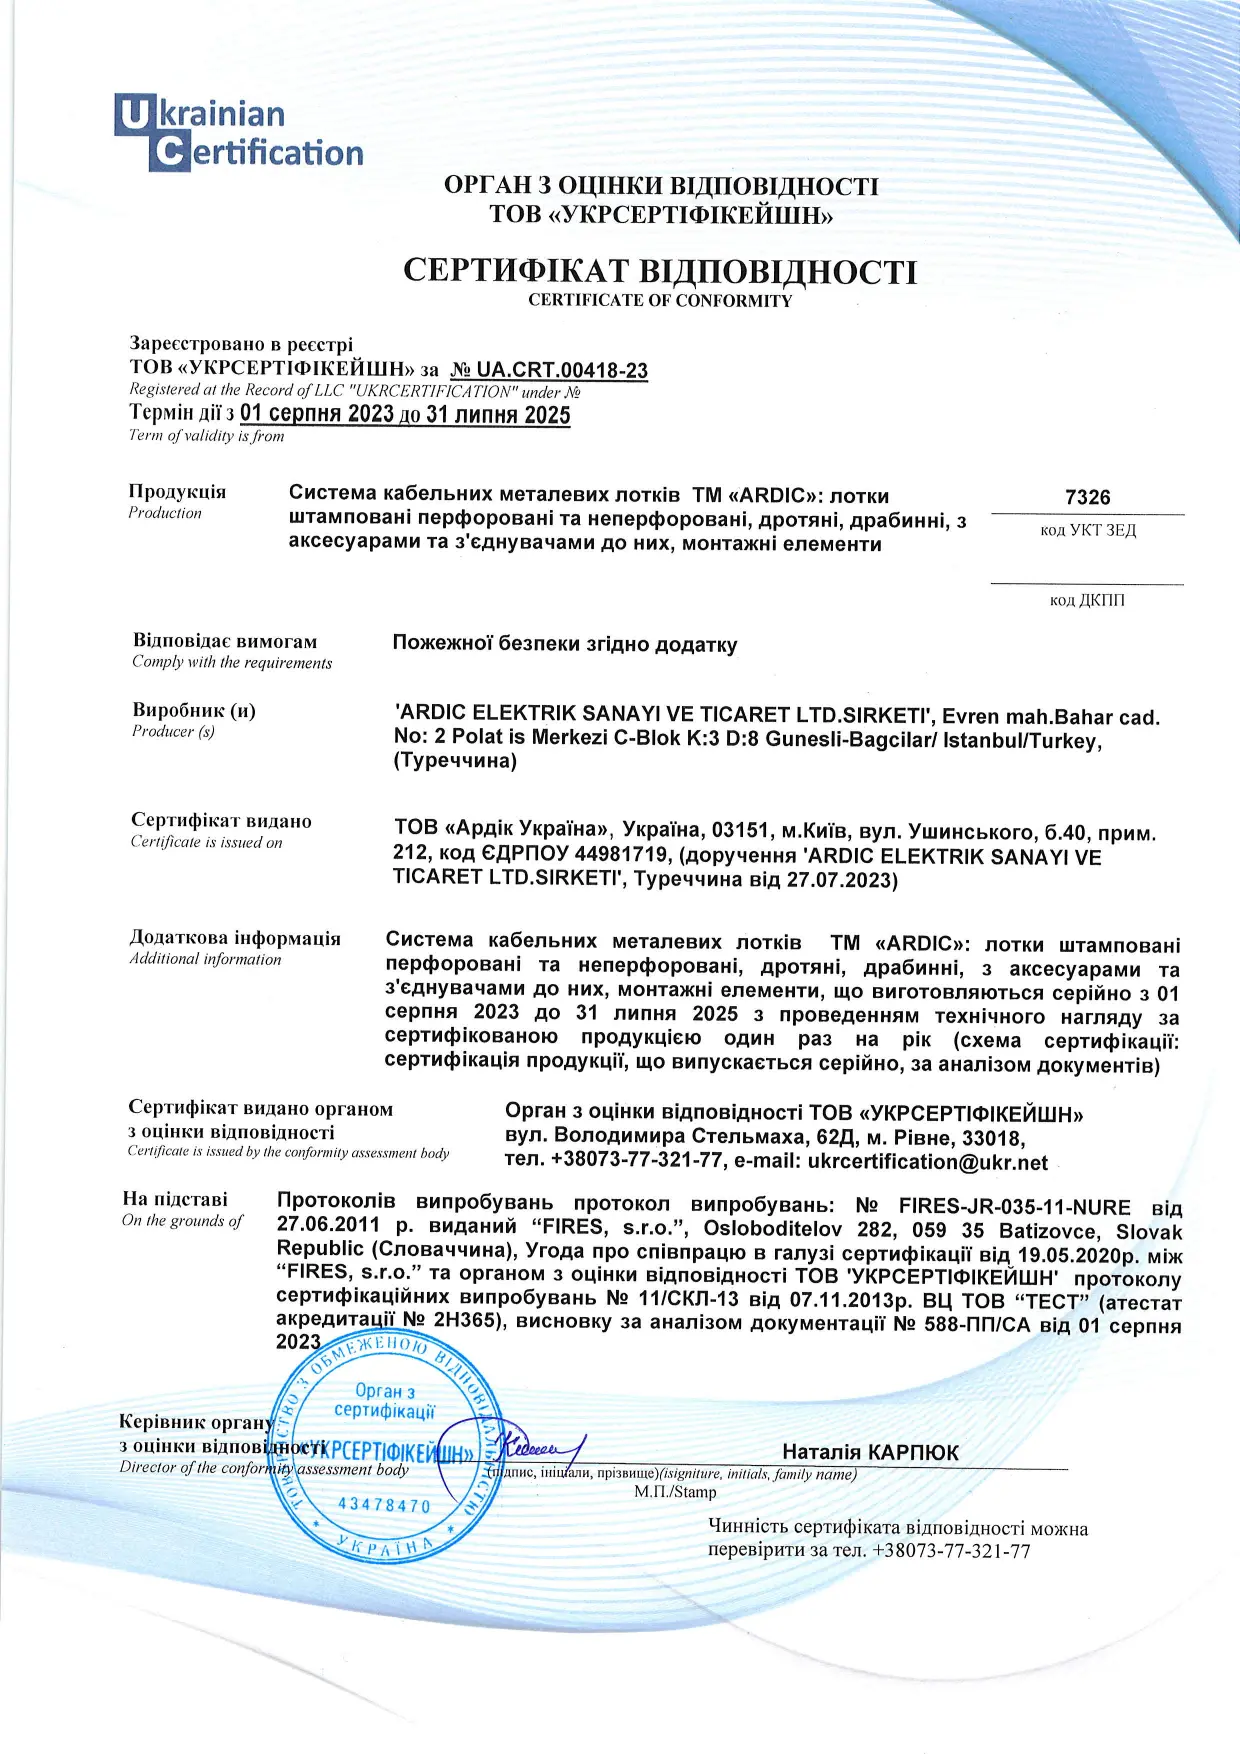 Ukrainian
Certification
ОРГАН З ОЦІНКИ ВІДПОВІДНОСТІ
ТОВ «УКРСЕРТІФІКЕЙШН»
СЕРТИФІКАТ ВІДПОВІДНОСТІ
CERTIFICATE OF CONFORMITY
Зареєстровано в реєстрі
ТОВ «УКРСЕРТІФІКЕЙШН» за № UA.CRT.00418-23
Registered at the Record of LLC "UKRCERTIFICATION" under №
Термін дії з 01 серпня 2023 до 31 липня 2025
Term of validity is from
Продукція
Production
Система кабельних металевих лотків ТМ «ARDIC»: лотки
штамповані перфоровані та неперфоровані, дротяні, драбинні, з
аксесуарами та з'єднувачами до них, монтажні елементи
7326
код УКТ ЗЕД
код ДКПП
Відповідає вимогам
Comply with the requirements
Пожежної безпеки згідно додатку
Виробник (и)
Producer (s)
'ARDIC ELEKTRIK SANAYI VE TICARET LTD.SIRKETI', Evren mah.Bahar cad.
No: 2 Polat is Merkezi C-Blok K:3 D:8 Gunesli-Bagcilar/ Istanbul/Turkey,
(Туреччина)
Сертифікат видано
Certificate is issued on
ТОВ «Ардік Україна», Україна, 03151, м.Київ, вул. Ушинського, б.40, прим.
212, код ЄДРПОУ 44981719, (доручення 'ARDIC ELEKTRIK SANAYI VE
TICARET LTD.SIRKETI', Туреччина від 27.07.2023)
Додаткова інформація
Additional information
Система кабельних металевих лотків ТМ «ARDIC»: лотки штамповані
перфоровані та неперфоровані, дротяні, драбинні, з аксесуарами та
з'єднувачами до них, монтажні елементи, що виготовляються серійно з 01
серпня 2023 до 31 липня 2025 з проведенням технічного нагляду за
сертифікованою продукцією один раз на рік (схема сертифікації:
сертифікація продукції, що випускається серійно, за аналізом документів)
Сертифікат видано органом
з оцінки відповідності
Certificate is issued by the conformity assessment body
Орган з оцінки відповідності ТОВ «УКРСЕРТІФІКЕЙШН»
вул. Володимира Стельмаха, 62Д, м. Рівне, 33018,
тел. +38073-77-321-77, e-mail: ukrcertification@ukr.net
На підставі
On the grounds of
Протоколів випробувань протокол випробувань: № FIRES-JR-035-11-NURE від
27.06.2011 р. виданий “FIRES, s.r.o.”, Osloboditelov 282, 059 35 Batizovce, Slovak
Republic (Словаччина), Угода про співпрацю в галузі сертифікації від 19.05.2020р. між
“FIRES, s.r.o.” та органом з оцінки відповідності ТОВ 'УКРСЕРТІФІКЕЙШН' протоколу
сертифікаційних випробувань № 11/СКЛ-13 від 07.11.2013р. ВЦ ТОВ “ТЕСТ” (атестат
акредитації № 2Н365), висновку за аналізом документації № 588-ПП/СА від 01 серпня
2023
Керівник органу
з оцінки відповідності
Director of the conformity assessment body
ТОВАРИСТВО З ОБМЕЖЕНОЮ ВІДПОВІДАЛЬНІСТЮ
Орган з
сертифікації
«УКРСЕРТІФІКЕЙШН»
43478470
* УКРАЇНА *
Наталія КАРПЮК
(підпис, ініціали, прізвище)(isigniture, initials, family name)
М.П./Stamp
Чинність сертифіката відповідності можна
перевірити за тел. +38073-77-321-77